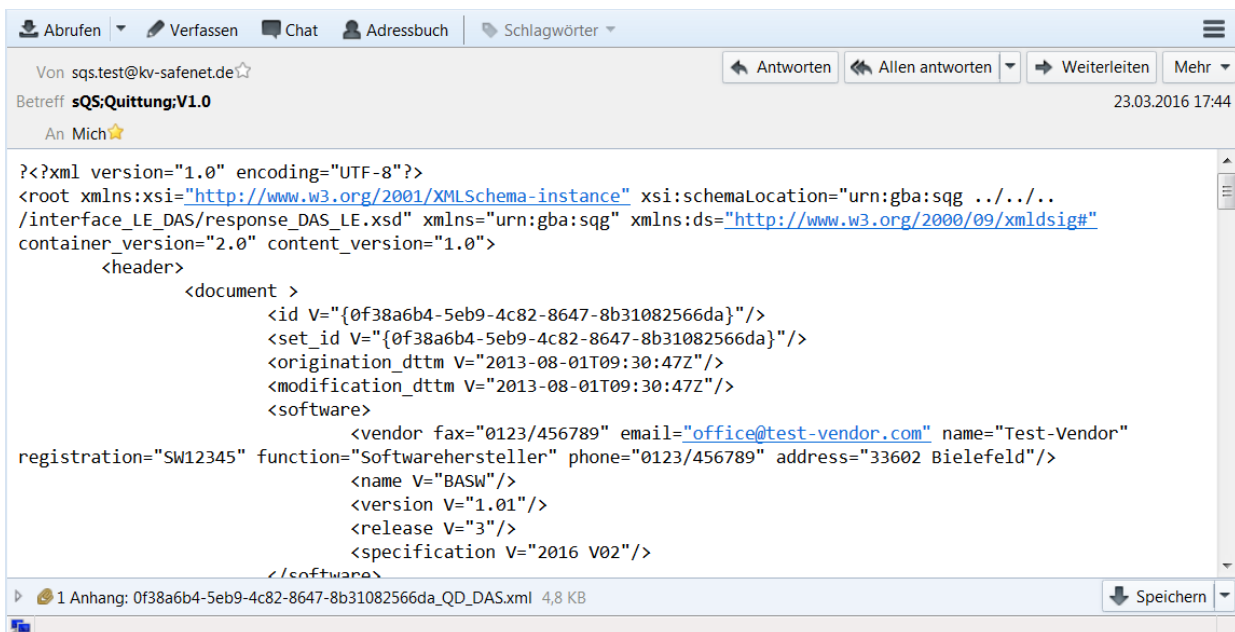 Abrufen Verfassen Chat Adressbuch Schlagwörter
Von sqs.test@kv-safenet.de Antworten Allen antworten Weiterleiten Mehr
Betreff sQS;Quittung;V1.0 23.03.2016 17:44
An Mich
?<?xml version="1.0" encoding="UTF-8"?>
<root xmlns:xsi="http://www.w3.org/2001/XMLSchema-instance" xsi:schemaLocation="urn:gba:sqg ../../..
/interface_LE_DAS/response_DAS_LE.xsd" xmlns="urn:gba:sqg" xmlns:ds="http://www.w3.org/2000/09/xmldsig#"
container_version="2.0" content_version="1.0">
<header>
<document >
<id V="{0f38a6b4-5eb9-4c82-8647-8b31082566da}"/>
<set_id V="{0f38a6b4-5eb9-4c82-8647-8b31082566da}"/>
<origination_dttm V="2013-08-01T09:30:47Z"/>
<modification_dttm V="2013-08-01T09:30:47Z"/>
<software>
<vendor fax="0123/456789" email="office@test-vendor.com" name="Test-Vendor"
registration="SW12345" function="Softwarehersteller" phone="0123/456789" address="33602 Bielefeld"/>
<name V="BASW"/>
<version V="1.01"/>
<release V="3"/>
<specification V="2016 V02"/>
</software>
1 Anhang: 0f38a6b4-5eb9-4c82-8647-8b31082566da_QD_DAS.xml 4,8 KB Speichern